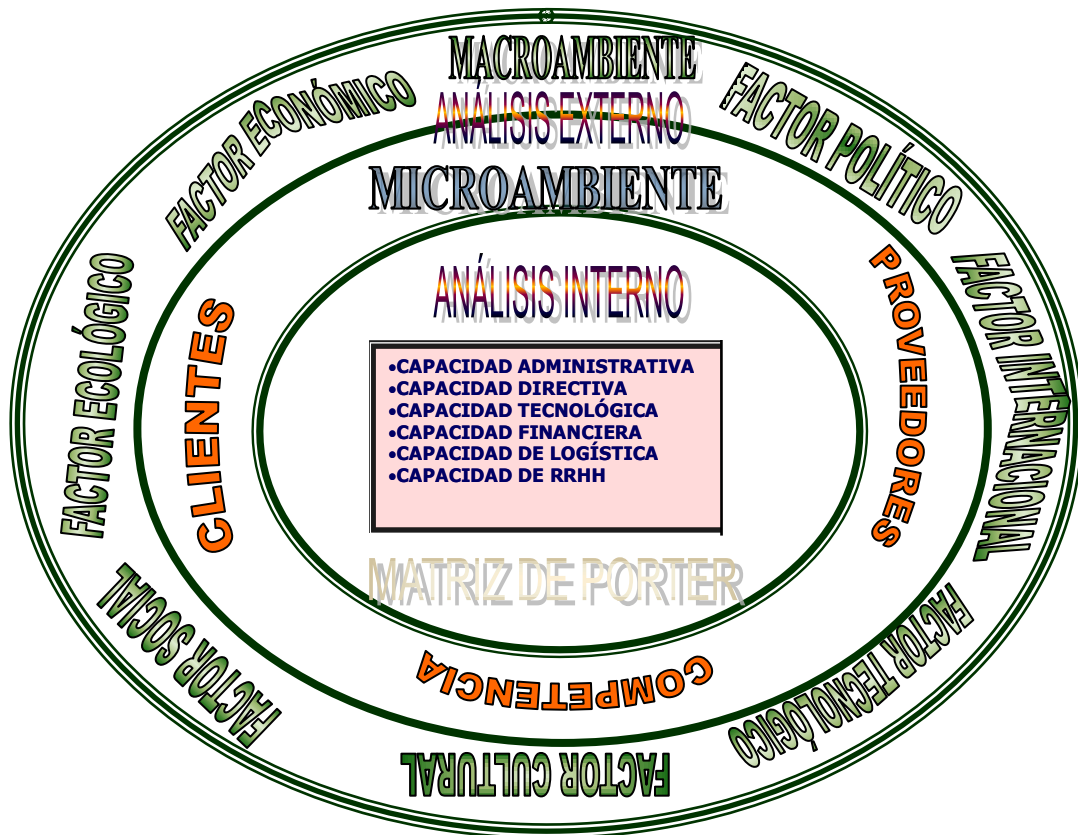 MACROAMBIENTE
ANÁLISIS EXTERNO
FACTOR ECONÓMICO
FACTOR POLÍTICO
MICROAMBIENTE
FACTOR ECOLÓGICO
CLIENTES
ANÁLISIS INTERNO
PROVEEDORES
FACTOR INTERNACIONAL
•CAPACIDAD ADMINISTRATIVA
•CAPACIDAD DIRECTIVA
•CAPACIDAD TECNOLÓGICA
•CAPACIDAD FINANCIERA
•CAPACIDAD DE LOGÍSTICA
•CAPACIDAD DE RRHH
MATRIZ DE PORTER
FACTOR SOCIAL
COMPETENCIA
FACTOR TECNOLÓGICO
FACTOR CULTURAL